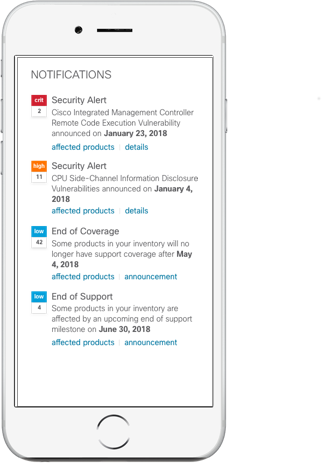 NOTIFICATIONS
crit Security Alert
2 Cisco Integrated Management Controller
Remote Code Execution Vulnerability
announced on January 23, 2018
affected products | details
high Security Alert
11 CPU Side-Channel Information Disclosure
Vulnerabilities announced on January 4,
2018
affected products | details
low End of Coverage
42 Some products in your inventory will no
longer have support coverage after May
4, 2018
affected products | announcement
low End of Support
4 Some products in your inventory are
affected by an upcoming end of support
milestone on June 30, 2018
affected products | announcement